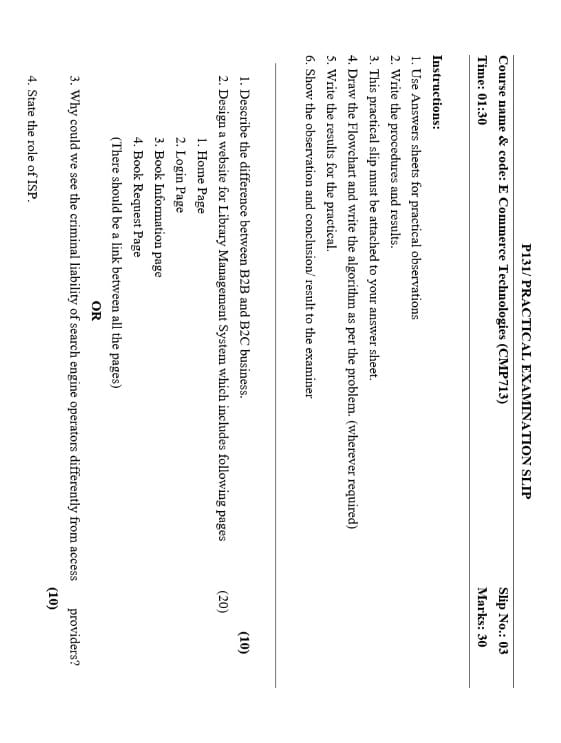 P131/ PRACTICAL EXAMINATION SLIP
Course name & code: E Commerce Technologies (CMP713) Slip No.: 03
Time: 01:30 Marks: 30
Instructions:
1. Use Answers sheets for practical observations
2. Write the procedures and results.
3. This practical slip must be attached to your answer sheet.
4. Draw the Flowchart and write the algorithm as per the problem. (wherever required)
5. Write the results for the practical.
6. Show the observation and conclusion/ result to the examiner
1. Describe the difference between B2B and B2C business. (10)
2. Design a website for Library Management System which includes following pages (20)
1. Home Page
2. Login Page
3. Book Information page
4. Book Request Page
(There should be a link between all the pages)
OR
3. Why could we see the criminal liability of search engine operators differently from access providers?
(10)
4. State the role of ISP.